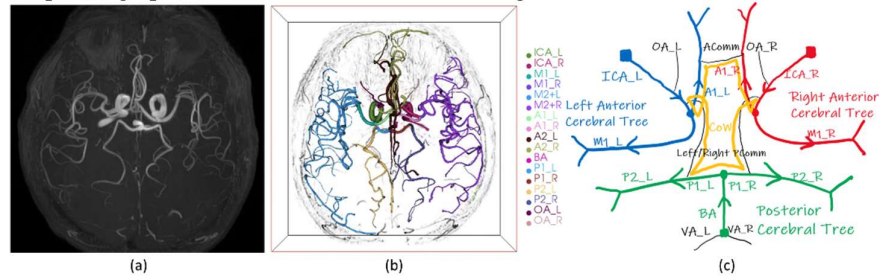 ICA_L
ICA_R
M1_L
M1_R
M2+L
M2+R
A1_L
A1_R
A2_L
A2_R
BA
P1_L
P1_R
P2_L
P2_R
OA_L
OA_R
OA_L
AComm
OA_R
ICA_L
A1_R
ICA_R
A1_L
Left Anterior
Cerebral Tree
CoW
Right Anterior
Cerebral Tree
M1_L
M1_R
Left/Right PComm
P2_L
P1_L
P1_R
P2_R
BA
Posterior
Cerebral Tree
VA_L
VA_R
(a)
(b)
(c)